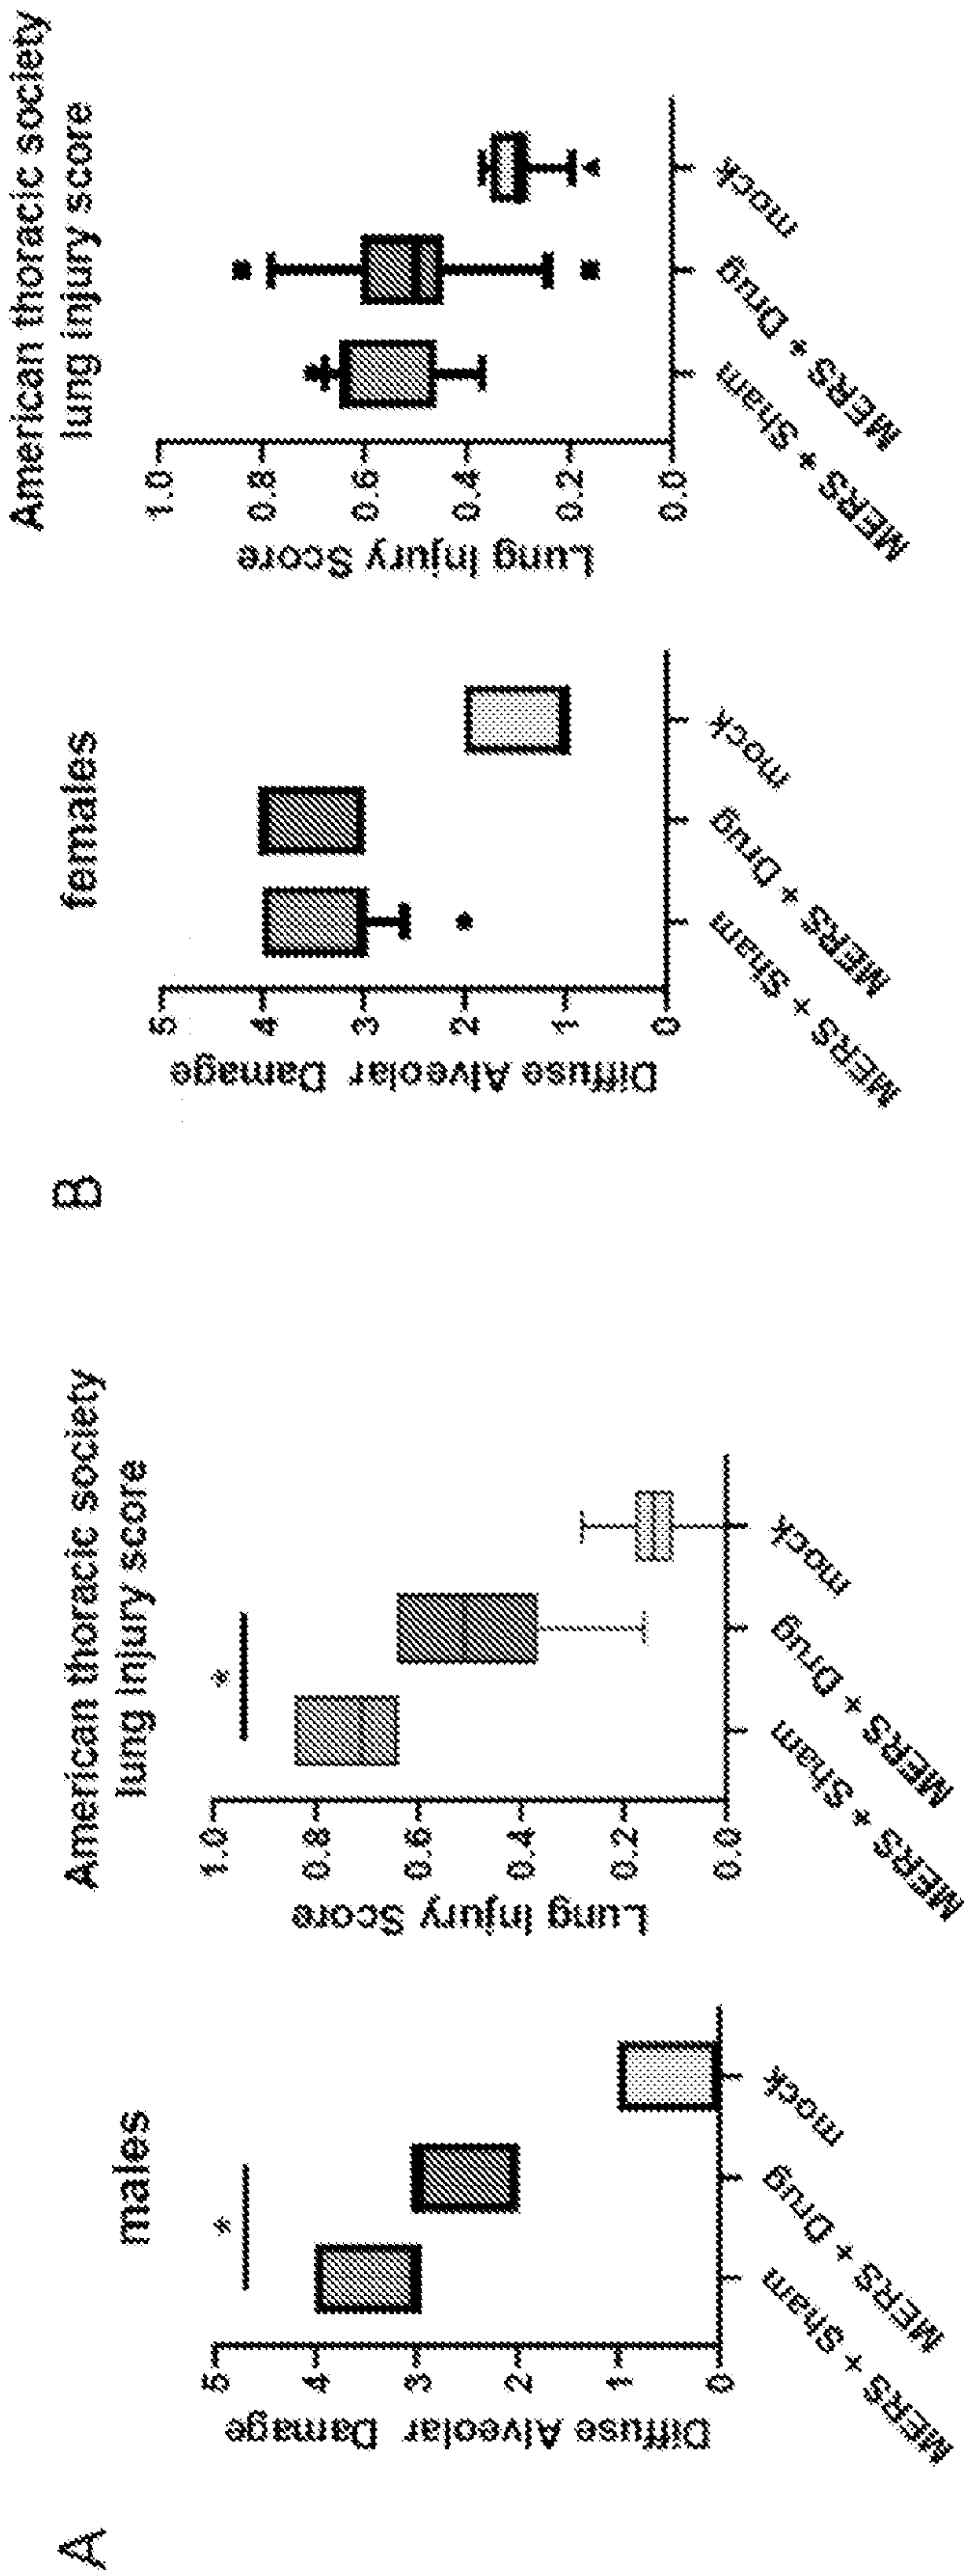 A
males
Diffuse Alveolar Damage
5
4
3
2
1
0
MERS + Sham
MERS + Drug
mock
*
American thoracic society
lung injury score
Lung Injury Score
1.0
0.8
0.6
0.4
0.2
0.0
MERS + Sham
MERS + Drug
mock
*
B
females
Diffuse Alveolar Damage
5
4
3
2
1
0
MERS + Sham
MERS + Drug
mock
American thoracic society
lung injury score
Lung Injury Score
1.0
0.8
0.6
0.4
0.2
0.0
MERS + Sham
MERS + Drug
mock